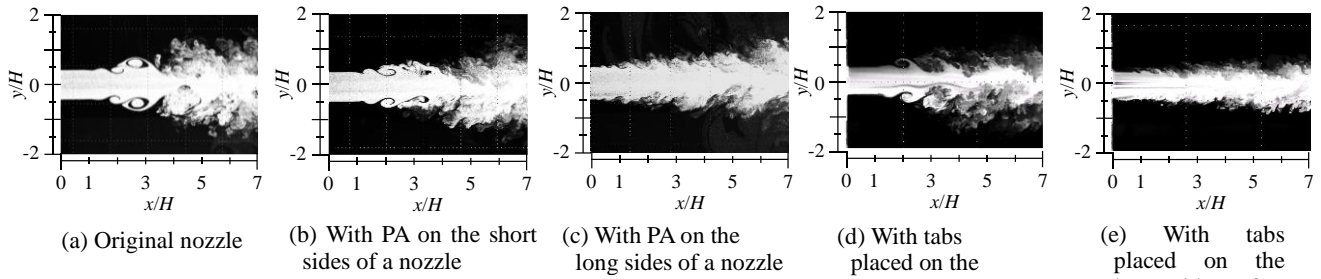 2 2 2 2 2
y/H y/H y/H y/H y/H
0 0 0 0 0
-2 -2 -2 -2 -2
0 1 3 5 7 0 1 3 5 7 0 1 3 5 7 0 1 3 5 7 0 1 3 5 7
x/H x/H x/H x/H x/H
(a) Original nozzle
(b) With PA on the short
sides of a nozzle
(c) With PA on the
long sides of a nozzle
(d) With tabs
placed on the
(e) With tabs
placed on the